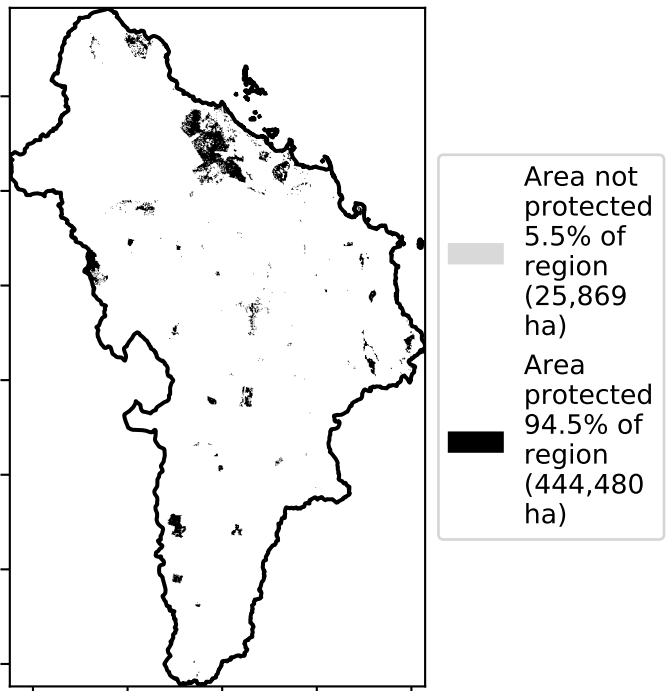 Area not
protected
5.5% of
region
(25,869
ha)
Area
protected
94.5% of
region
(444,480
ha)